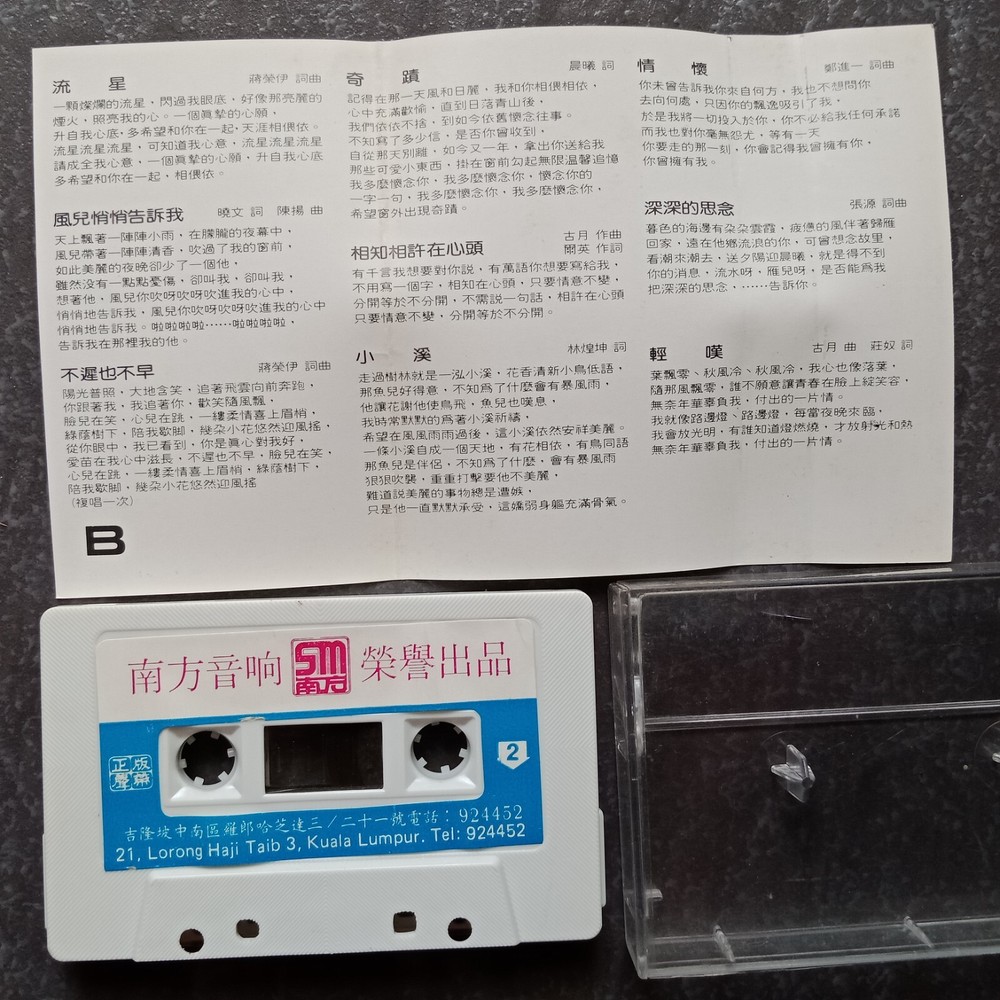 流星 蔣榮伊 詞曲
一顆燦爛的流星，閃過我眼底，好像那亮麗的
煙火，照亮我的心。一個眞摯的心願，
升自我心底，多希望和你在一起，天涯相偎依。
流星流星流星，可知道我心意，流星流星流星
請成全我心意，一個眞摯的心願，升自我心底
多希望和你在一起，相偎依。
風兒悄悄告訴我 曉文 詞 陳揚 曲
天上飄著一陣陣小雨，在朦朧的夜幕中，
風兒帶著一陣陣清香，吹過了我的窗前，
如此美麗的夜晚卻少了一個他，
雖然没有一點點憂傷，卻叫我，卻叫我，
想著他，風兒你吹呀吹呀吹進我的心中，
悄悄地告訴我，風兒你吹呀吹呀吹進我的心中
悄悄地告訴我。啦啦啦啦……啦啦啦啦，
告訴我在那裡我的他。
不遲也不早 蔣榮伊 詞曲
陽光普照，大地含笑，追著飛雲向前奔跑，
你跟著我，我追著你，歡笑隨風飄，
臉兒在笑，心兒在跳，一縷柔情喜上眉梢，
綠蔭樹下，陪我歇脚，幾朶小花悠然迎風搖，
從你眼中，我已看到，你是眞心對我好，
愛苗在我心中滋長，不遲也不早，臉兒在笑，
心兒在跳，一縷柔情喜上眉梢，綠蔭樹下，
陪我歇脚，幾朶小花悠然迎風搖
(複唱一次)
B
奇蹟 晨曦 詞
記得在那一天風和日麗，我和你相偎相依，
心中充滿歡愉，直到日落青山後，
我們依依不捨，到如今依舊懷念往事。
不知寫了多少信，是否你曾收到，
自從那天別離，如今又一年，拿出你送給我
那些可愛小東西，掛在窗前勾起無限溫馨追憶
我多麼懷念你，我多麼懷念你，懷念你的
一字一句，我多麼懷念你，我多麼懷念你，
希望窗外出現奇蹟。
相知相許在心頭 古月 作曲
爾英 作詞
有千言我想要對你說，有萬語你想要寫給我，
不用寫一個字，相知在心頭，只要情意不變，
分開等於不分開，不需説一句話，相許在心頭
只要情意不變，分開等於不分開。
小溪 林煌坤 詞
走過樹林就是一泓小溪，花香清新小鳥低語，
那魚兒好得意，不知爲了什麼會有暴風雨，
他讓花謝他使鳥飛，魚兒也嘆息，
我時常默默的爲著小溪祈禱，
希望在風風雨雨過後，這小溪依然安祥美麗。
一條小溪自成一個天地，有花相依，有鳥同語
那魚兒是伴侶，不知爲了什麼，會有暴風雨
狠狠吹襲，重重打擊要他不美麗，
難道説美麗的事物總是遭嫉，
只是他一直默默承受，這嬌弱身軀充滿骨氣。
情懷 鄭進一 詞曲
你未曾告訴我你來自何方，我也不想問你
去向何處，只因你的飄逸吸引了我，
於是我將一切投入於你，你不必給我任何承諾
而我也對你毫無怨尤，等有一天
你要走的那一刻，你會記得我曾擁有你，
你曾擁有我。
深深的思念 張源 詞曲
暮色的海邊有朶朶雲霞，疲憊的風伴著歸雁
回家，遠在他鄉流浪的你，可曾想念故里，
看潮來潮去，送夕陽迎晨曦，就是得不到
你的消息，流水呀，雁兒呀，是否能爲我
把深深的思念，……告訴你。
輕嘆 古月 曲 莊奴 詞
葉飄零、秋風冷、秋風冷，我心也像落葉，
隨那風飄零，誰不願意讓青春在臉上綻笑容，
無奈年華辜負我，付出的一片情。
我就像路邊燈、路邊燈，每當夜晚來臨，
我會放光明，有誰知道燈燃燒，才放射光和熱
無奈年華辜負我，付出的一片情。
南方音响 SM 南方 榮譽出品
正版
聲帶
2
吉隆坡中南區羅郎哈芝達三／二十一號電話：924452
21, Lorong Haji Taib 3, Kuala Lumpur. Tel: 924452